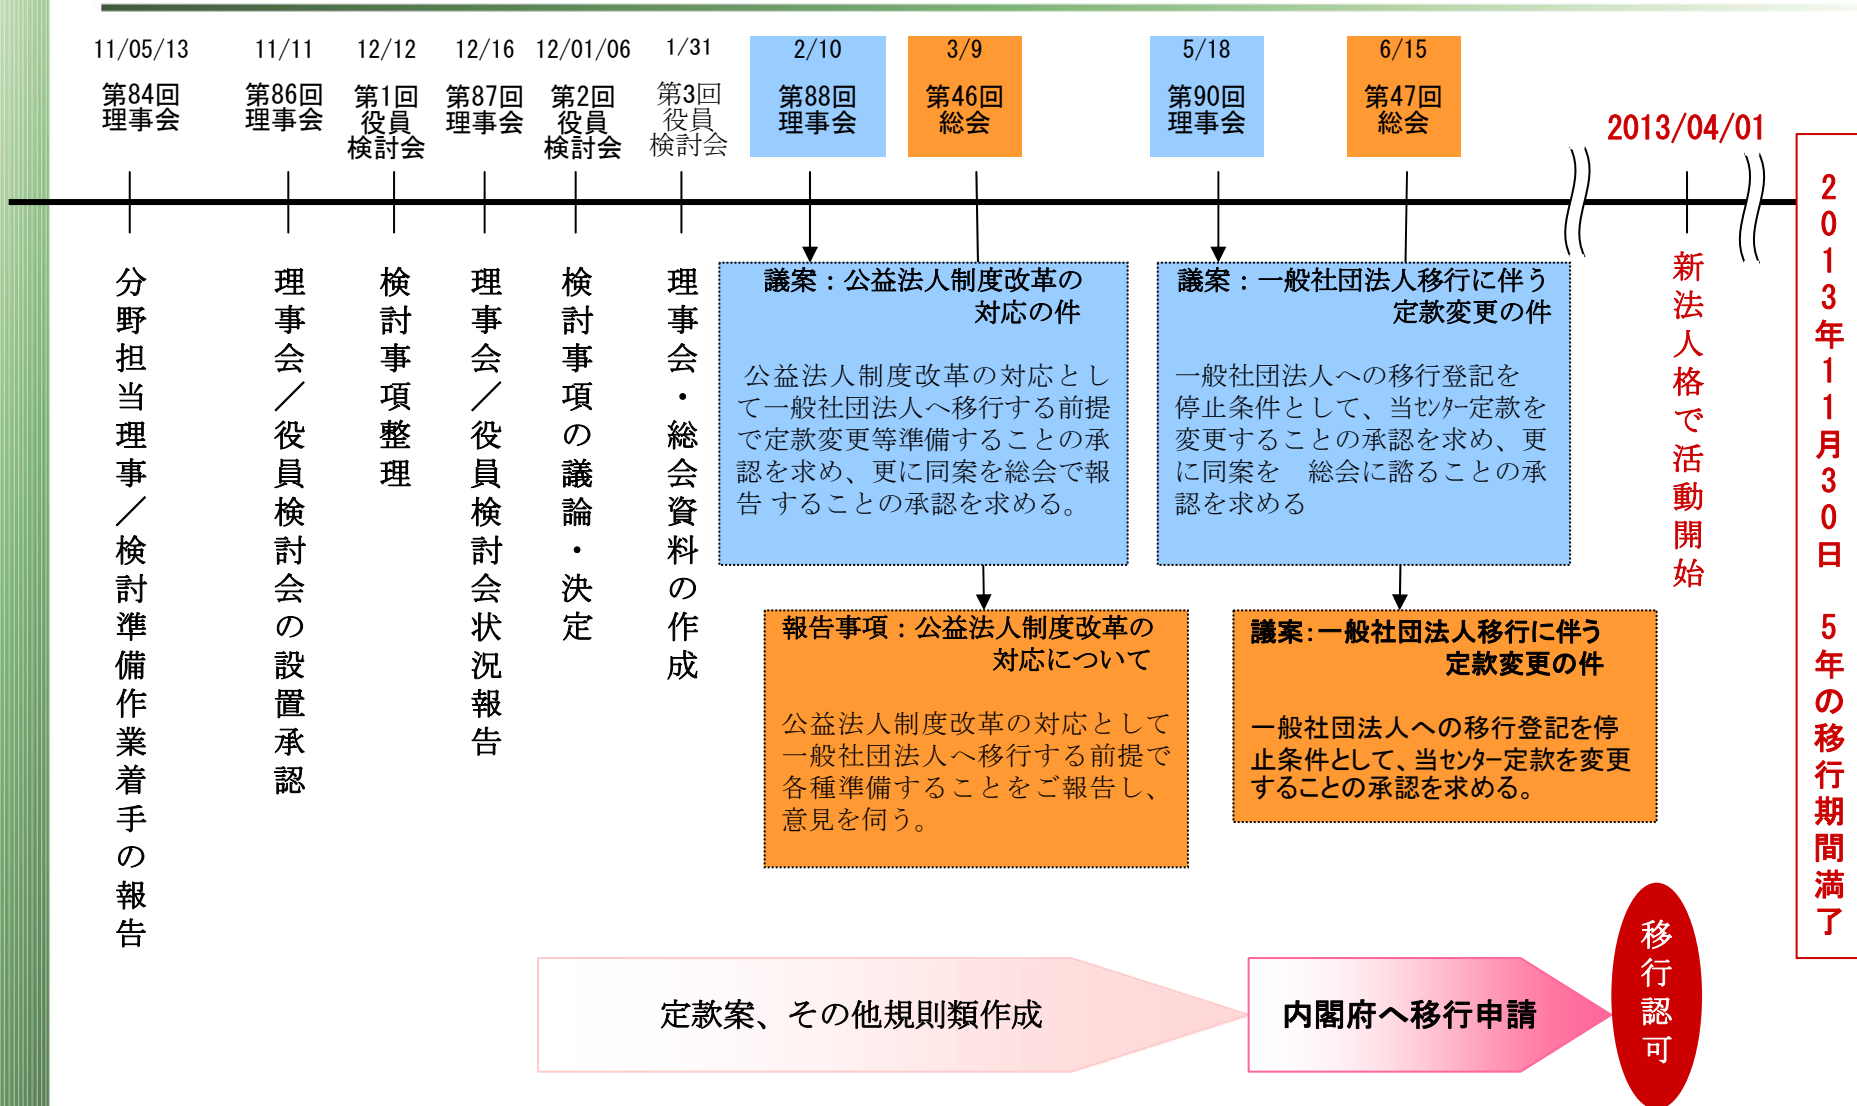 11/05/13
第84回
理事会
11/11
第86回
理事会
12/12
第1回
役員
検討会
12/16
第87回
理事会
12/01/06
第2回
役員
検討会
1/31
第3回
役員
検討会
2/10
第88回
理事会
3/9
第46回
総会
5/18
第90回
理事会
6/15
第47回
総会
2013/04/01
分野担当理事／検討準備作業着手の報告
理事会／役員検討会の設置承認
検討事項整理
理事会／役員検討会状況報告
検討事項の議論・決定
理事会・総会資料の作成
議案：公益法人制度改革の
対応の件
公益法人制度改革の対応とし
て一般社団法人へ移行する前提
で定款変更等準備することの承
認を求め、更に同案を総会で報
告 することの承認を求める。
議案：一般社団法人移行に伴う
定款変更の件
一般社団法人への移行登記を
停止条件として、当ｾﾝﾀｰ定款を
変更することの承認を求め、更
に同案を　総会に諮ることの承
認を求める
報告事項：公益法人制度改革の
対応について
公益法人制度改革の対応として
一般社団法人へ移行する前提で
各種準備することをご報告し、
意見を伺う。
議案：一般社団法人移行に伴う
定款変更の件
一般社団法人への移行登記を停
止条件として、当ｾﾝﾀｰ定款を変更
することの承認を求める。
新法人格で活動開始
2013年11月30日　5年の移行期間満了
定款案、その他規則類作成
内閣府へ移行申請
移行認可